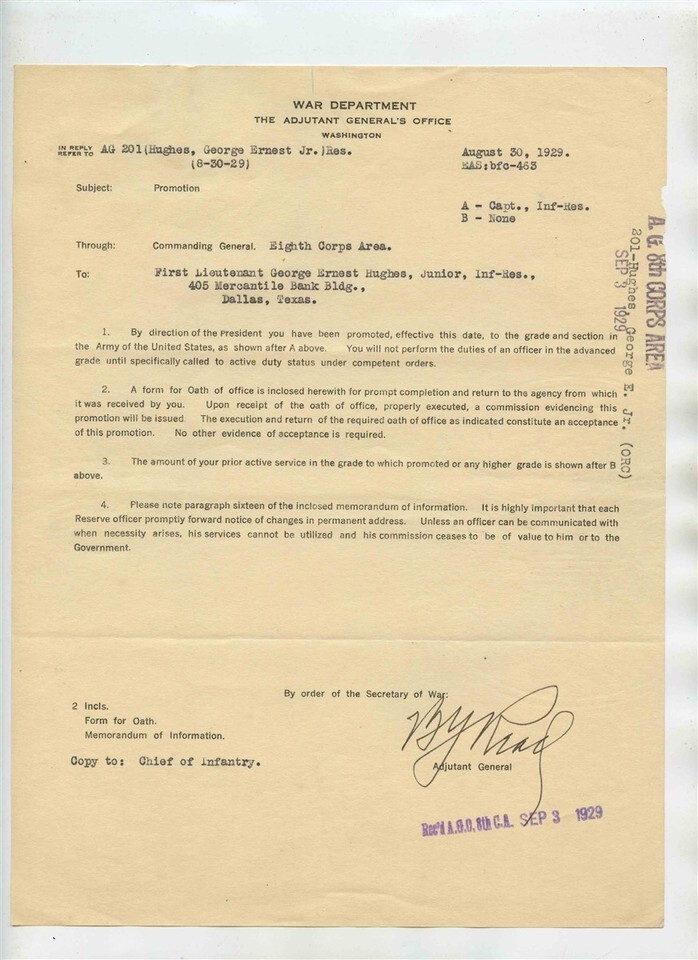 WAR DEPARTMENT
THE ADJUTANT GENERAL'S OFFICE
WASHINGTON
IN REPLY
REFER TO AG 201(Hughes, George Ernest Jr.)Res. August 30, 1929.
(8-30-29) EAS:bfc-463
Subject: Promotion
A - Capt., Inf-Res.
B - None
Through: Commanding General, Eighth Corps Area.
To: First Lieutenant George Ernest Hughes, Junior, Inf-Res.,
405 Mercantile Bank Bldg.,
Dallas, Texas.
1. By direction of the President you have been promoted, effective this date, to the grade and section in
the Army of the United States, as shown after A above. You will not perform the duties of an officer in the advanced
grade until specifically called to active duty status under competent orders.
2. A form for Oath of office is inclosed herewith for prompt completion and return to the agency from which
it was received by you. Upon receipt of the oath of office, properly executed, a commission evidencing this
promotion will be issued. The execution and return of the required oath of office as indicated constitute an acceptance
of this promotion. No other evidence of acceptance is required.
3. The amount of your prior active service in the grade to which promoted or any higher grade is shown after B
above.
4. Please note paragraph sixteen of the inclosed memorandum of information. It is highly important that each
Reserve officer promptly forward notice of changes in permanent address. Unless an officer can be communicated with
when necessity arises, his services cannot be utilized and his commission ceases to be of value to him or to the
Government.
By order of the Secretary of War:
2 Incls.
Form for Oath.
Memorandum of Information.
Adjutant General
Copy to: Chief of Infantry.
Rec'd A.G.O. 8th C.A. SEP 3 1929
A. G. 8th CORPS AREA
201-Hughes, George E. Jr. (ORC)
SEP 3 1929